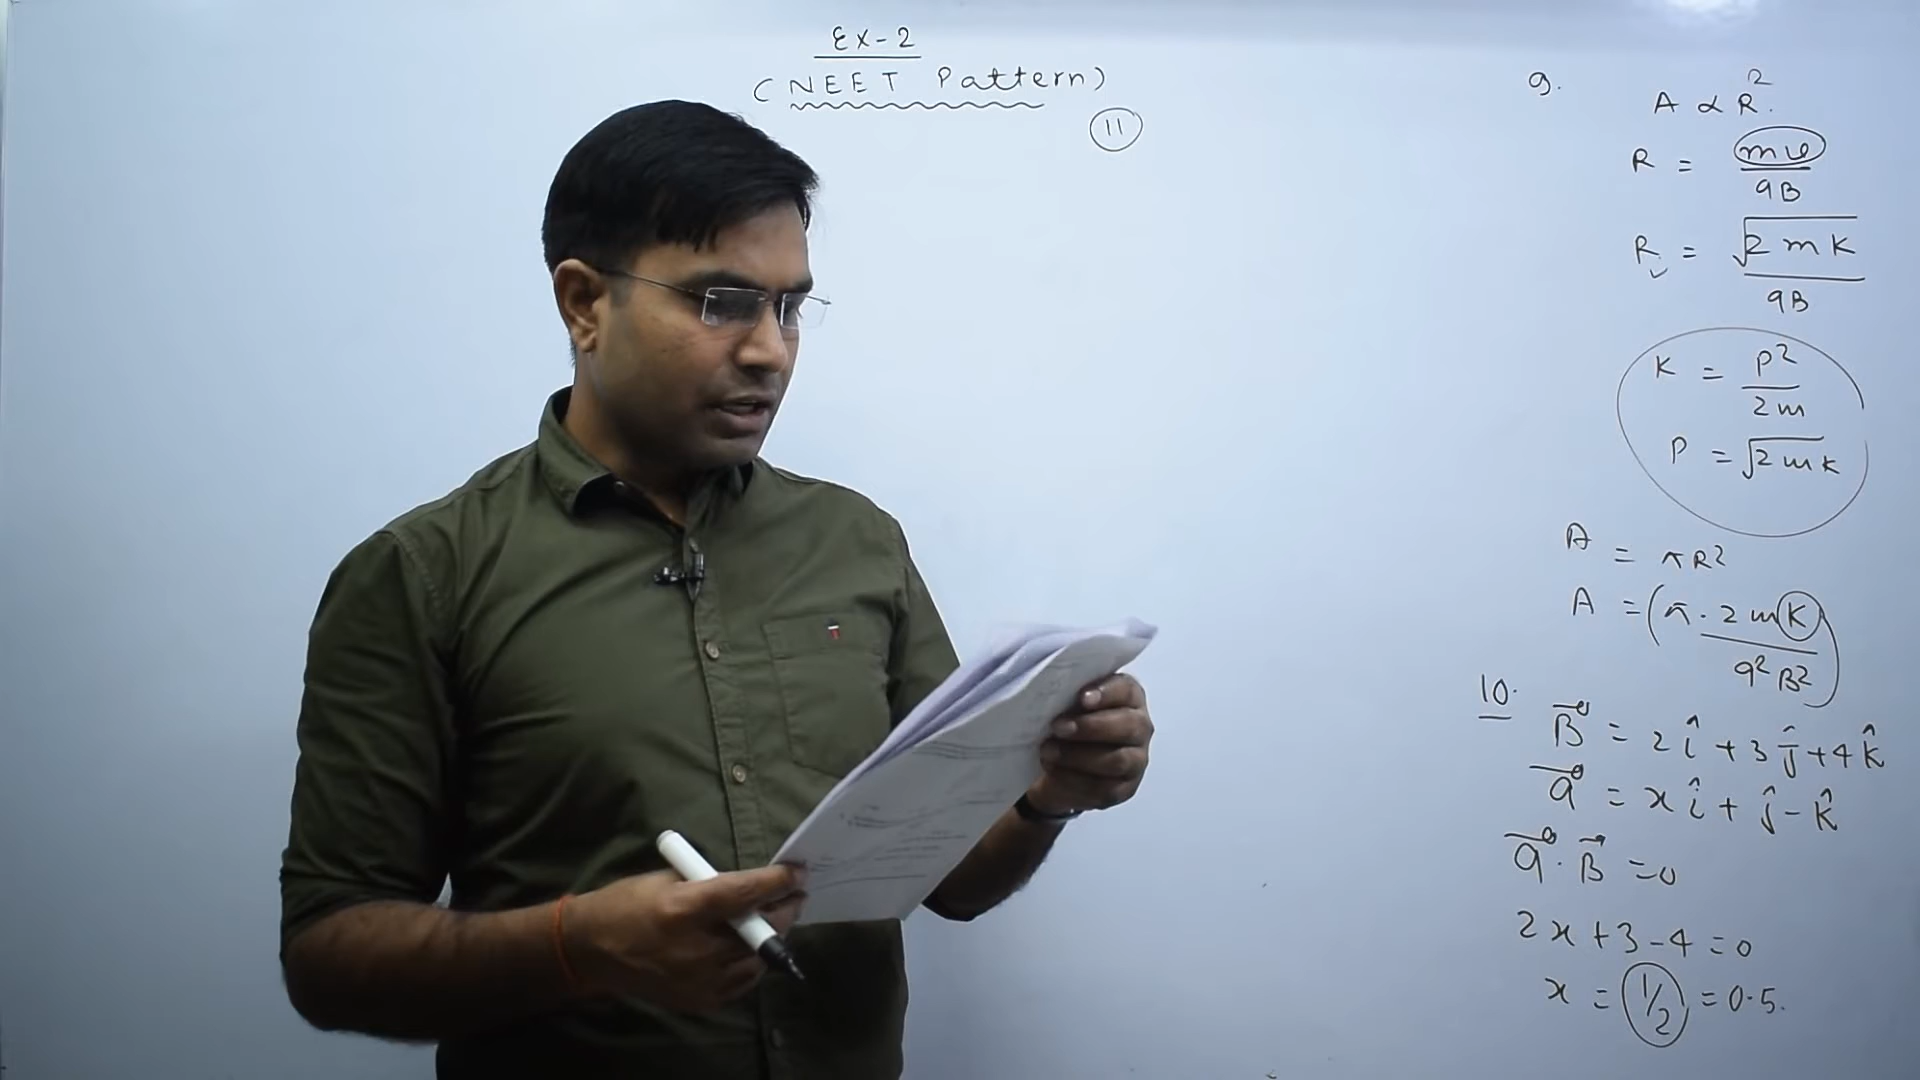 Ex-2
(NEET Pattern)
11
9.
A ∝ R².
R = mv/qB
R = √2mK/qB
K = P²/2m
P = √2mK
A = πR²
A = (π · 2mK/q²B²)
10.
B⃗ = 2î + 3ĵ + 4k̂
a⃗ = xî + ĵ - k̂
a⃗ · B⃗ = 0
2x + 3 - 4 = 0
x = 1/2 = 0.5.